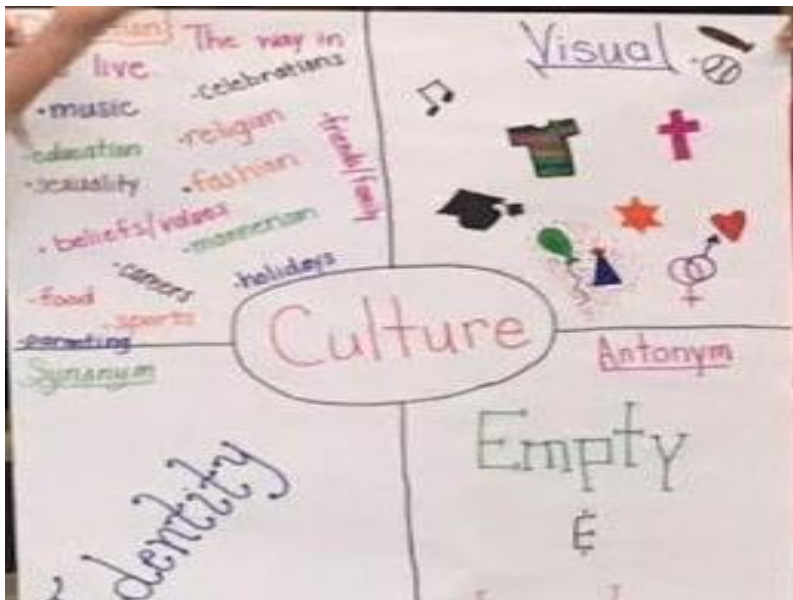 The way in
live
• celebrations
• music
• religion
• education
friends/family
• sexuality
• fashion
• beliefs/values
• mannerism
• careers
• holidays
• food
• sports
• parenting
Visual
Culture
Synonym
Identity
Antonym
Empty
&